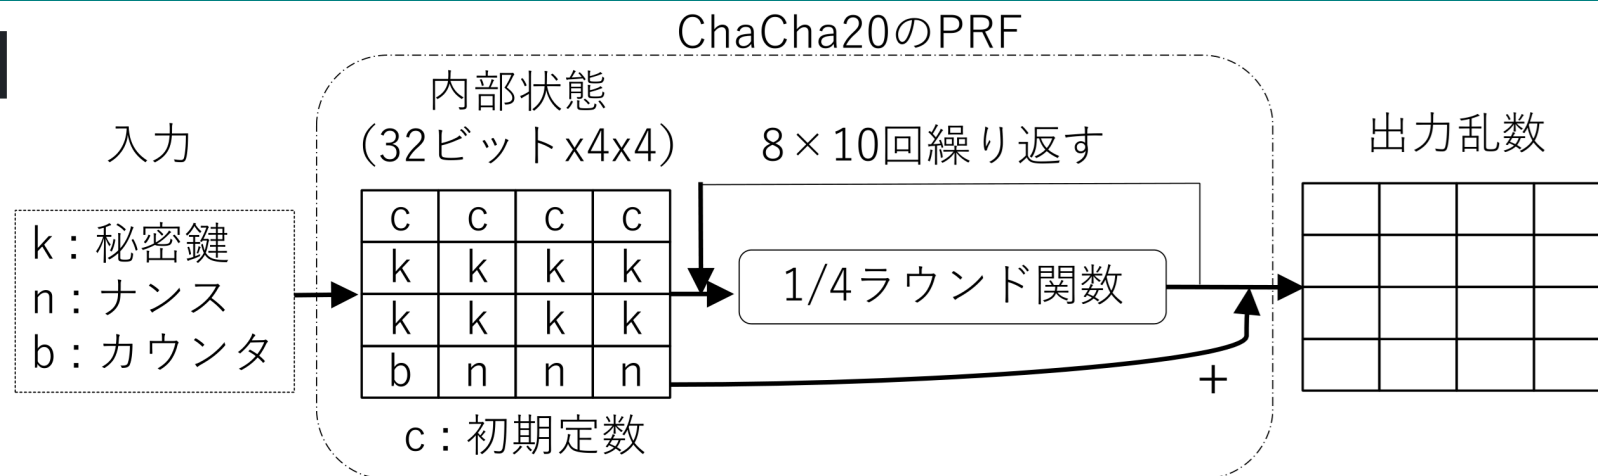 ChaCha20のPRF
入力
k：秘密鍵
n：ナンス
b：カウンタ
内部状態
(32ビットx4x4)
c c c c
k k k k
k k k k
b n n n
c：初期定数
8×10回繰り返す
1/4ラウンド関数
+
出力乱数